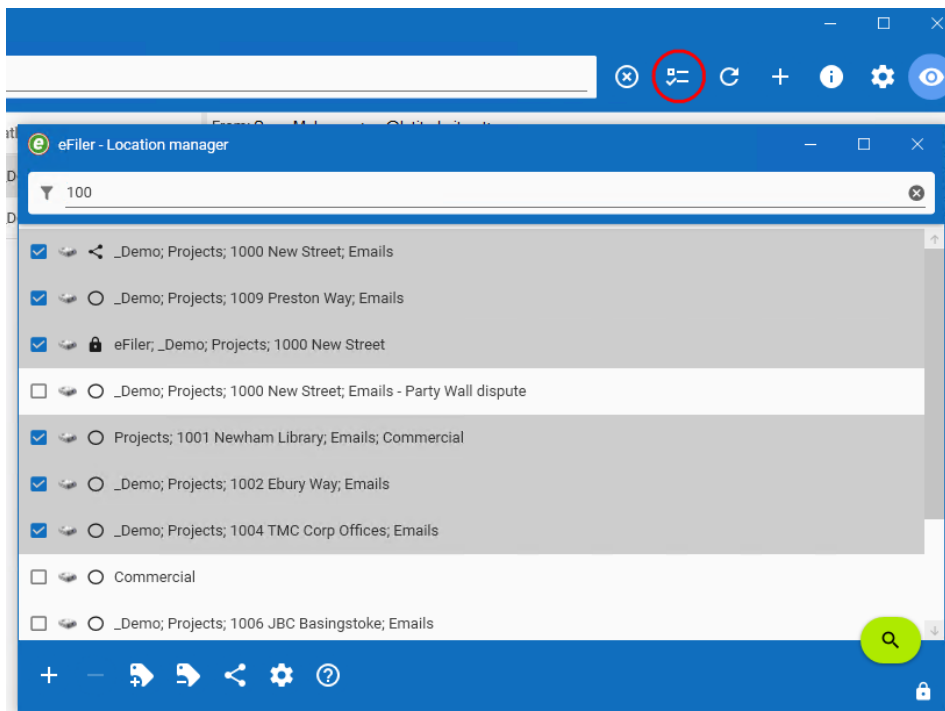 eFiler - Location manager
100
_Demo; Projects; 1000 New Street; Emails
_Demo; Projects; 1009 Preston Way; Emails
eFiler; _Demo; Projects; 1000 New Street
_Demo; Projects; 1000 New Street; Emails - Party Wall dispute
Projects; 1001 Newham Library; Emails; Commercial
_Demo; Projects; 1002 Ebury Way; Emails
_Demo; Projects; 1004 TMC Corp Offices; Emails
Commercial
_Demo; Projects; 1006 JBC Basingstoke; Emails